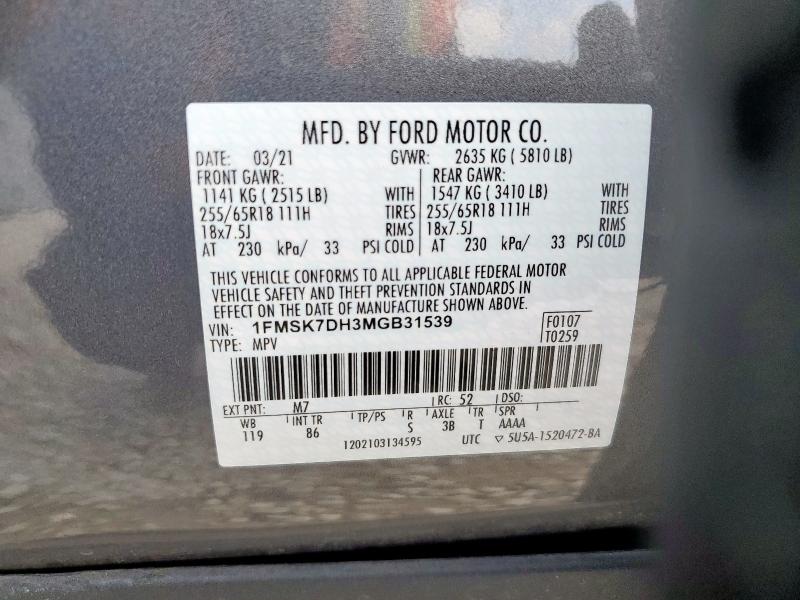 MFD. BY FORD MOTOR CO.
DATE: 03/21 GVWR: 2635 KG ( 5810 LB)
FRONT GAWR: REAR GAWR:
1141 KG ( 2515 LB) WITH 1547 KG ( 3410 LB) WITH
255/65R18 111H TIRES 255/65R18 111H TIRES
18x7.5J RIMS 18x7.5J RIMS
AT 230 kPa/ 33 PSI COLD AT 230 kPa/ 33 PSI COLD
THIS VEHICLE CONFORMS TO ALL APPLICABLE FEDERAL MOTOR
VEHICLE SAFETY AND THEFT PREVENTION STANDARDS IN
EFFECT ON THE DATE OF MANUFACTURE SHOWN ABOVE.
VIN: 1FMSK7DH3MGB31539 F0107
TYPE: MPV T0259
EXT PNT: M7 RC: 52 DSO:
WB INT TR TP/PS R AXLE TR SPR
119 86 S 3B T AAAA
1202103134595 UTC ▽ 5U5A-1520472-BA